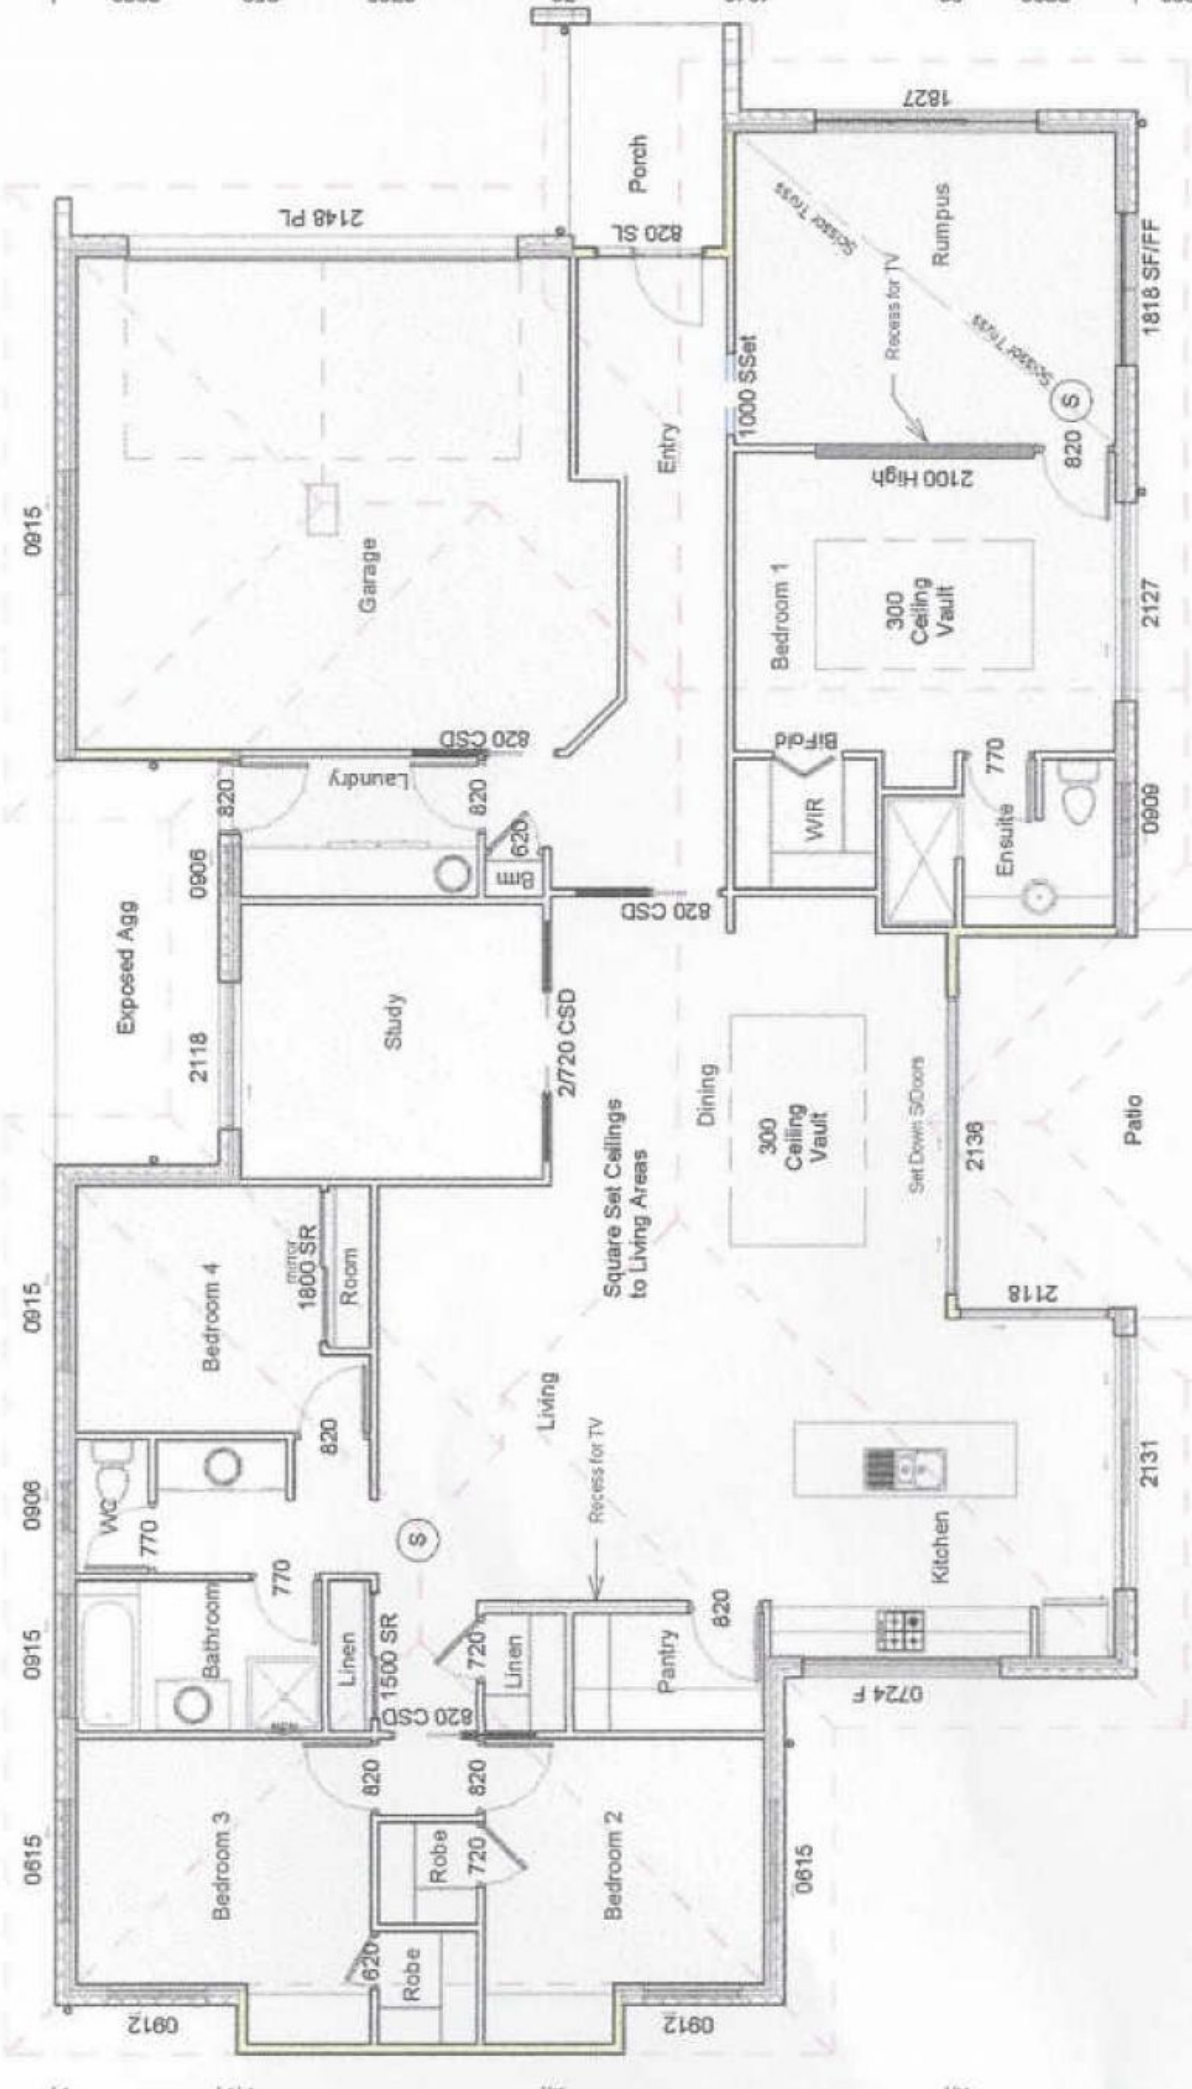 1827
Porch
2148 PL
820 SL
Rumpus
Scissor Truss
Recess for TV
1818 SF/FF
Scissor Truss
1000 SSet
S
Entry
820
2100 High
0915
Garage
Bedroom 1
300
Ceiling
Vault
2127
820 CSD
BiFold
770
Laundry
820
820
620
WIR
Ensuite
0909
0906
Brm
820 CSD
Exposed Agg
Study
2118
2/720 CSD
Dining
300
Ceiling
Vault
Set Down S/Doors
2136
Patio
Square Set Ceilings
to Living Areas
0915
Bedroom 4
mirror
1800 SR
Room
2118
Living
820
Recess for TV
0906
WC
770
S
2131
Kitchen
770
0915
Bathroom
Linen
1500 SR
720
Linen
Pantry
820
820 CSD
0724 F
820
820
0615
Bedroom 3
Robe
720
Bedroom 2
0615
620
Robe
0912
0912